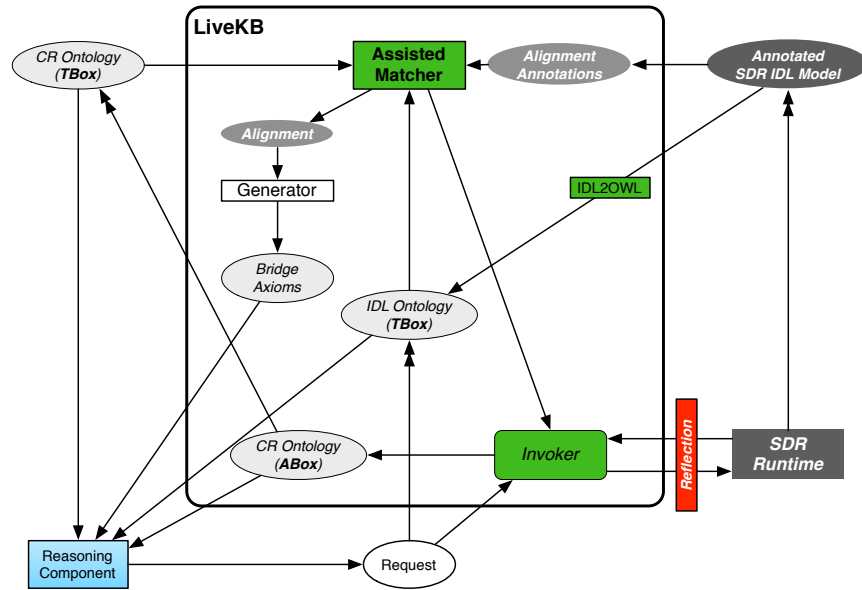 LiveKB
CR Ontology
(TBox)
Assisted
Matcher
Alignment
Annotations
Annotated
SDR IDL Model
Alignment
Generator
IDL2OWL
Bridge
Axioms
IDL Ontology
(TBox)
CR Ontology
(ABox)
Invoker
Reflection
SDR
Runtime
Reasoning
Component
Request